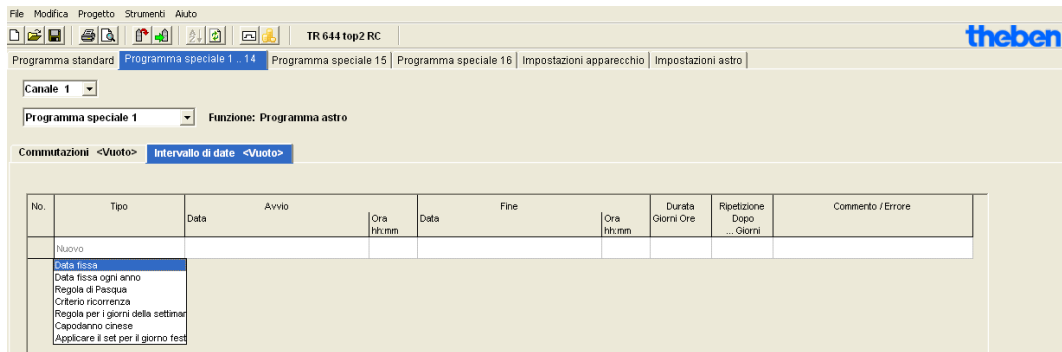 File Modifica Progetto Strumenti Aiuto
TR 644 top2 RC
theben
Programma standard Programma speciale 1 .. 14 Programma speciale 15 Programma speciale 16 Impostazioni apparecchio Impostazioni astro
Canale 1
Programma speciale 1 Funzione: Programma astro
Commutazioni <Vuoto> Intervallo di date <Vuoto>
No. Tipo Avvio Fine Durata Ripetizione Commento / Errore
Data Ora Data Ora Giorni Ore Dopo
hh:mm hh:mm ... Giorni
Nuovo
Data fissa
Data fissa ogni anno
Regola di Pasqua
Criterio ricorrenza
Regola per i giorni della settimar
Capodanno cinese
Applicare il set per il giorno fest